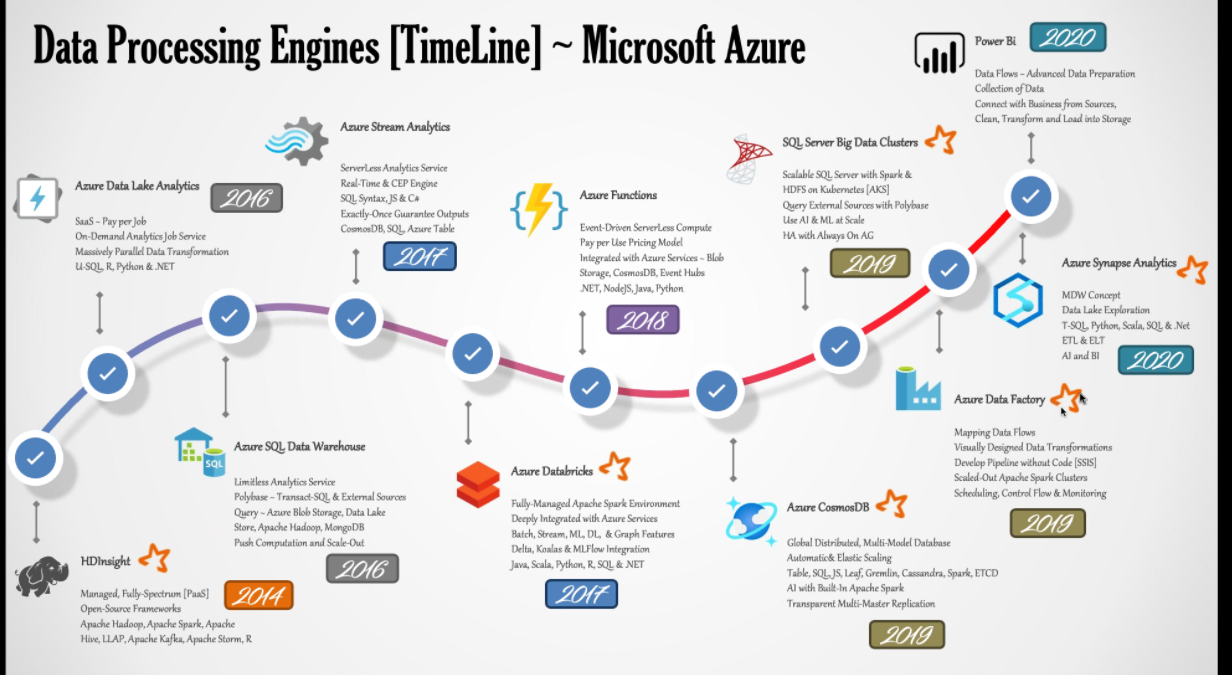 Data Processing Engines [TimeLine] ~ Microsoft Azure
HDInsight
Managed, Fully-Spectrum [PaaS]
Open-Source Frameworks
Apache Hadoop, Apache Spark, Apache
Hive, LLAP, Apache Kafka, Apache Storm, R
2014
Azure Data Lake Analytics
2016
SaaS ~ Pay per Job
On-Demand Analytics Job Service
Massively Parallel Data Transformation
U-SQL, R, Python & .NET
SQL
Azure SQL Data Warehouse
Limitless Analytics Service
Polybase ~ Transact-SQL & External Sources
Query ~ Azure Blob Storage, Data Lake
Store, Apache Hadoop, MongoDB
Push Computation and Scale-Out
2016
Azure Stream Analytics
ServerLess Analytics Service
Real-Time & CEP Engine
SQL Syntax, JS & C#
Exactly-Once Guarantee Outputs
CosmosDB, SQL, Azure Table
2017
Azure Databricks
Fully-Managed Apache Spark Environment
Deeply Integrated with Azure Services
Batch, Stream, ML, DL, & Graph Features
Delta, Koalas & MLFlow Integration
Java, Scala, Python, R, SQL & .NET
2017
Azure Functions
Event-Driven ServerLess Compute
Pay per Use Pricing Model
Integrated with Azure Services ~ Blob
Storage, CosmosDB, Event Hubs
.NET, NodeJS, Java, Python
2018
Azure CosmosDB
Global Distributed, Multi-Model Database
Automatic& Elastic Scaling
Table, SQL, JS, Leaf, Gremlin, Cassandra, Spark, ETCD
AI with Built-In Apache Spark
Transparent Multi-Master Replication
2019
SQL Server Big Data Clusters
Scalable SQL Server with Spark &
HDFS on Kubernetes [AKS]
Query External Sources with Polybase
Use AI & ML at Scale
HA with Always On AG
2019
Azure Data Factory
Mapping Data Flows
Visually Designed Data Transformations
Develop Pipeline without Code [SSIS]
Scaled-Out Apache Spark Clusters
Scheduling, Control Flow & Monitoring
2019
Power Bi
2020
Data Flows ~ Advanced Data Preparation
Collection of Data
Connect with Business from Sources,
Clean, Transform and Load into Storage
Azure Synapse Analytics
MDW Concept
Data Lake Exploration
T-SQL, Python, Scala, SQL & .Net
ETL & ELT
AI and BI
2020